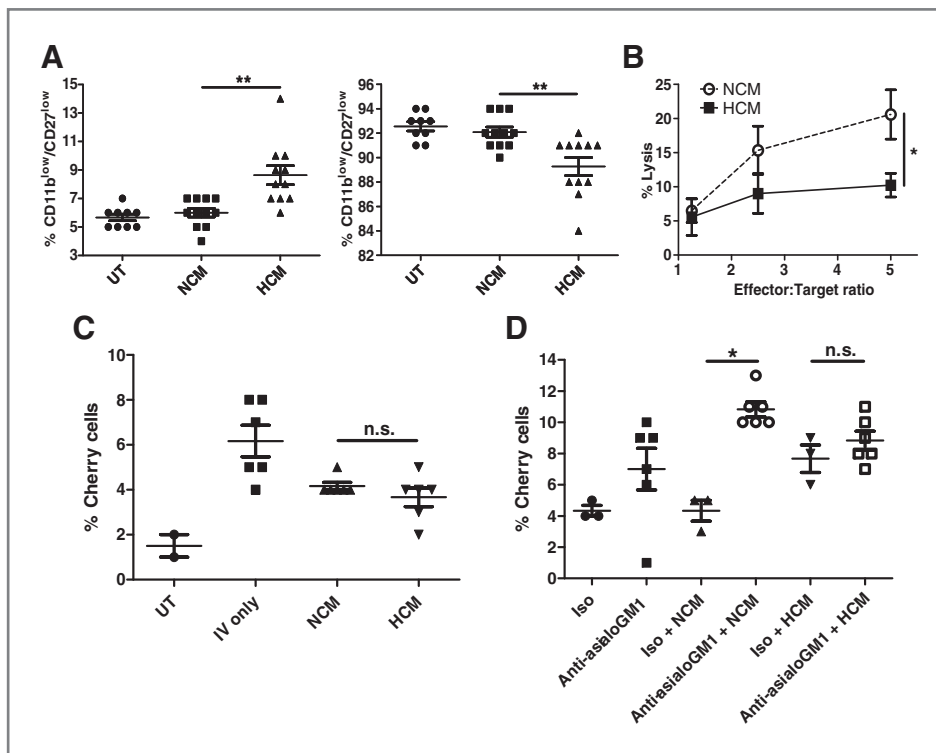 A
% CD11b^low/CD27^low
15
13
11
9
7
5
3
**
UT
NCM
HCM
% CD11b^low/CD27^low
96
94
92
90
88
86
84
82
**
UT
NCM
HCM
B
% Lysis
25
20
15
10
5
0
NCM
HCM
*
1
2
3
4
5
Effector:Target ratio
C
% Cherry cells
10
8
6
4
2
0
n.s.
UT
IV only
NCM
HCM
D
% Cherry cells
14
12
10
8
6
4
2
0
*
n.s.
Iso
Anti-asialoGM1
Iso + NCM
Anti-asialoGM1 + NCM
Iso + HCM
Anti-asialoGM1 + HCM